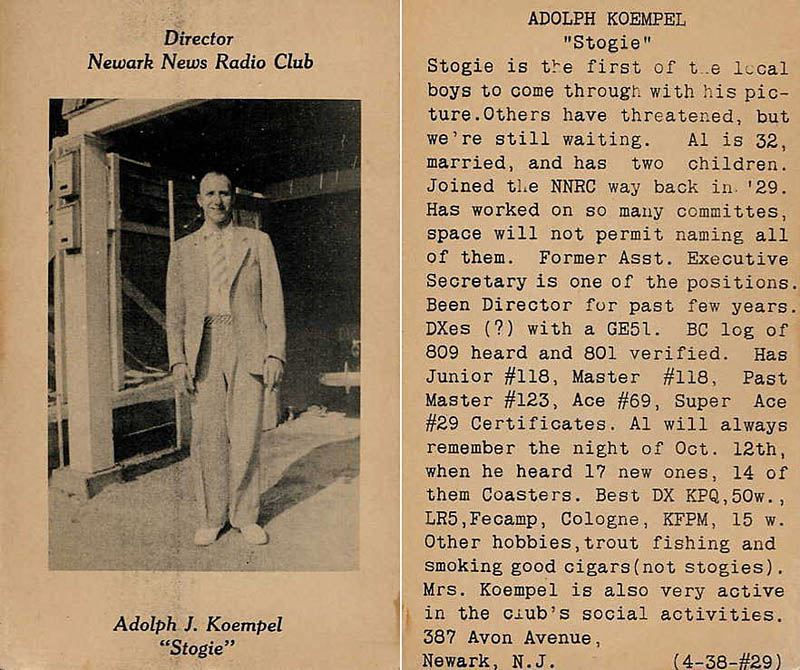 Director
Newark News Radio Club
Adolph J. Koempel
"Stogie"
ADOLPH KOEMPEL
"Stogie"
Stogie is the first of the local
boys to come through with his pic-
ture.Others have threatened, but
we're still waiting. Al is 32,
married, and has two children.
Joined the NNRC way back in '29.
Has worked on so many committes,
space will not permit naming all
of them. Former Asst. Executive
Secretary is one of the positions.
Been Director for past few years.
DXes (?) with a GE51. BC log of
809 heard and 801 verified. Has
Junior #118, Master #118, Past
Master #123, Ace #69, Super Ace
#29 Certificates. Al will always
remember the night of Oct. 12th,
when he heard 17 new ones, 14 of
them Coasters. Best DX KPQ,50w.,
LR5,Fecamp, Cologne, KFPM, 15 w.
Other hobbies,trout fishing and
smoking good cigars(not stogies).
Mrs. Koempel is also very active
in the club's social activities.
387 Avon Avenue,
Newark, N.J. (4-38-#29)